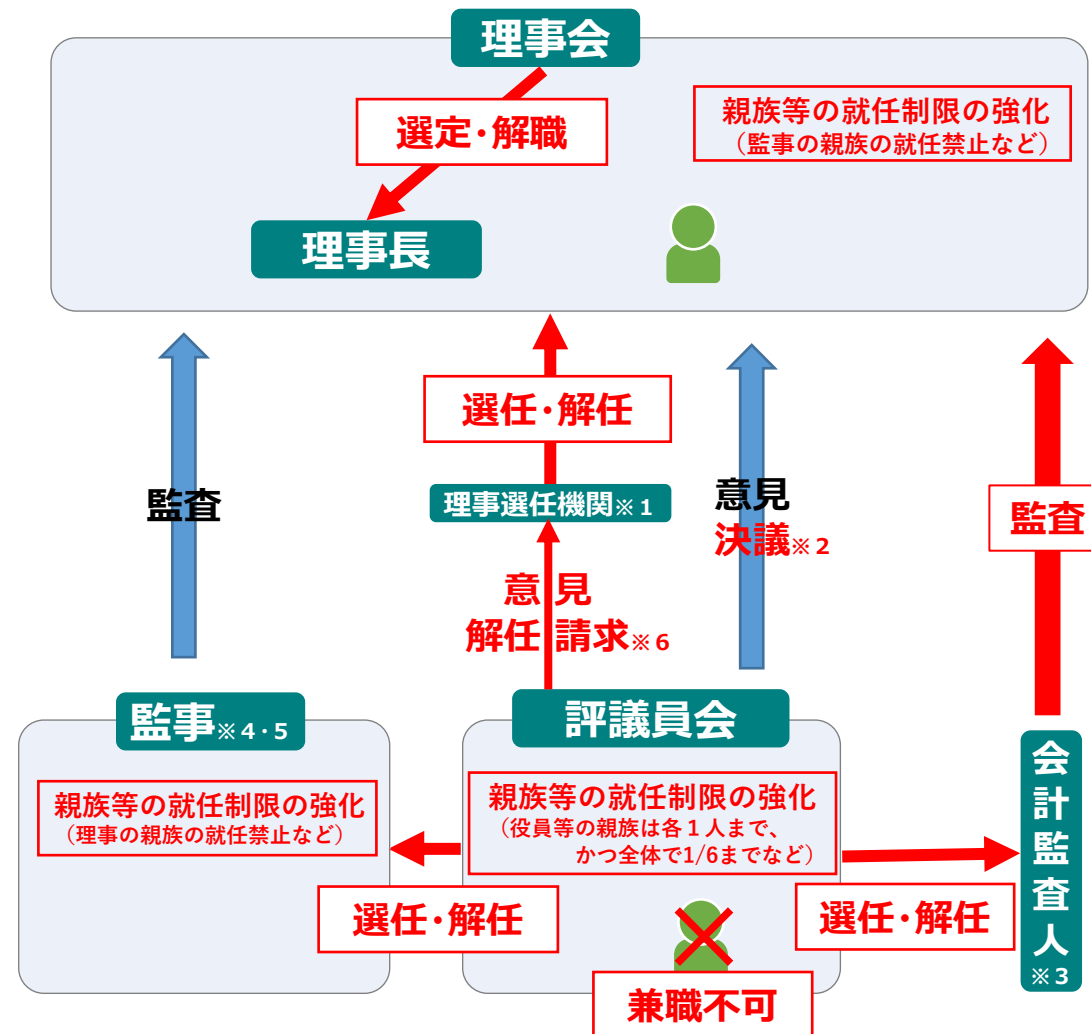 理事会
選定・解職
親族等の就任制限の強化
（監事の親族の就任禁止など）
理事長
選任・解任
理事選任機関※1
監査
意見
決議※2
監査
意見
解任請求※6
監事※4・5
評議員会
親族等の就任制限の強化
（理事の親族の就任禁止など）
親族等の就任制限の強化
（役員等の親族は各１人まで、
かつ全体で1/6までなど）
選任・解任
選任・解任
兼職不可
会計監査人※3